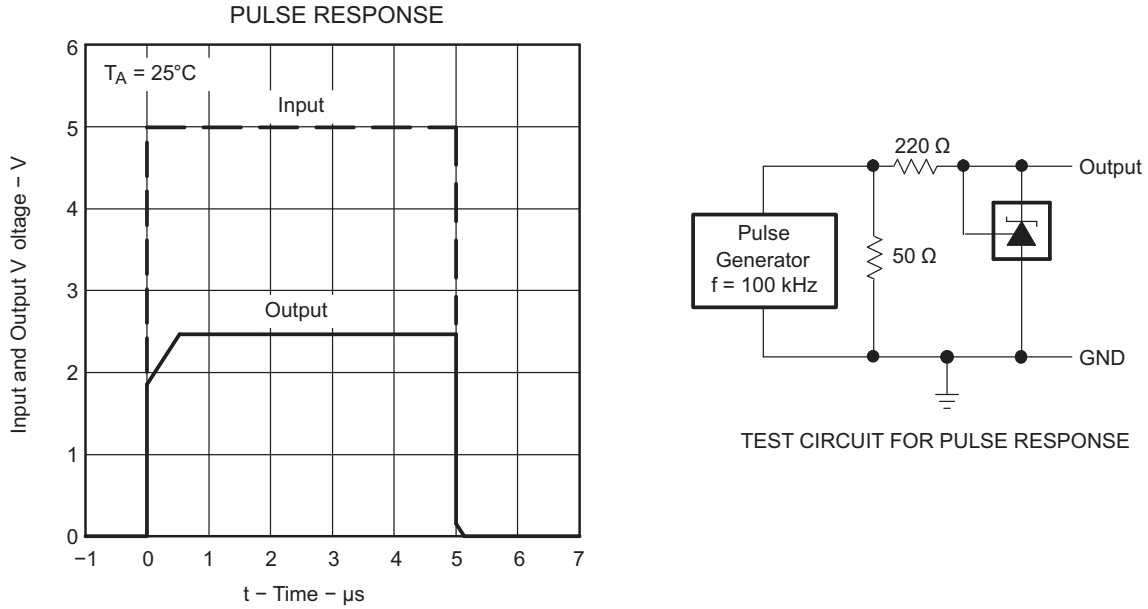 PULSE RESPONSE
6
5
4
3
2
1
0
Input and Output V oltage – V
T_A = 25°C
Input
Output
–1
0
1
2
3
4
5
6
7
t – Time – µs
220 Ω
Output
Pulse
Generator
f = 100 kHz
50 Ω
GND
TEST CIRCUIT FOR PULSE RESPONSE